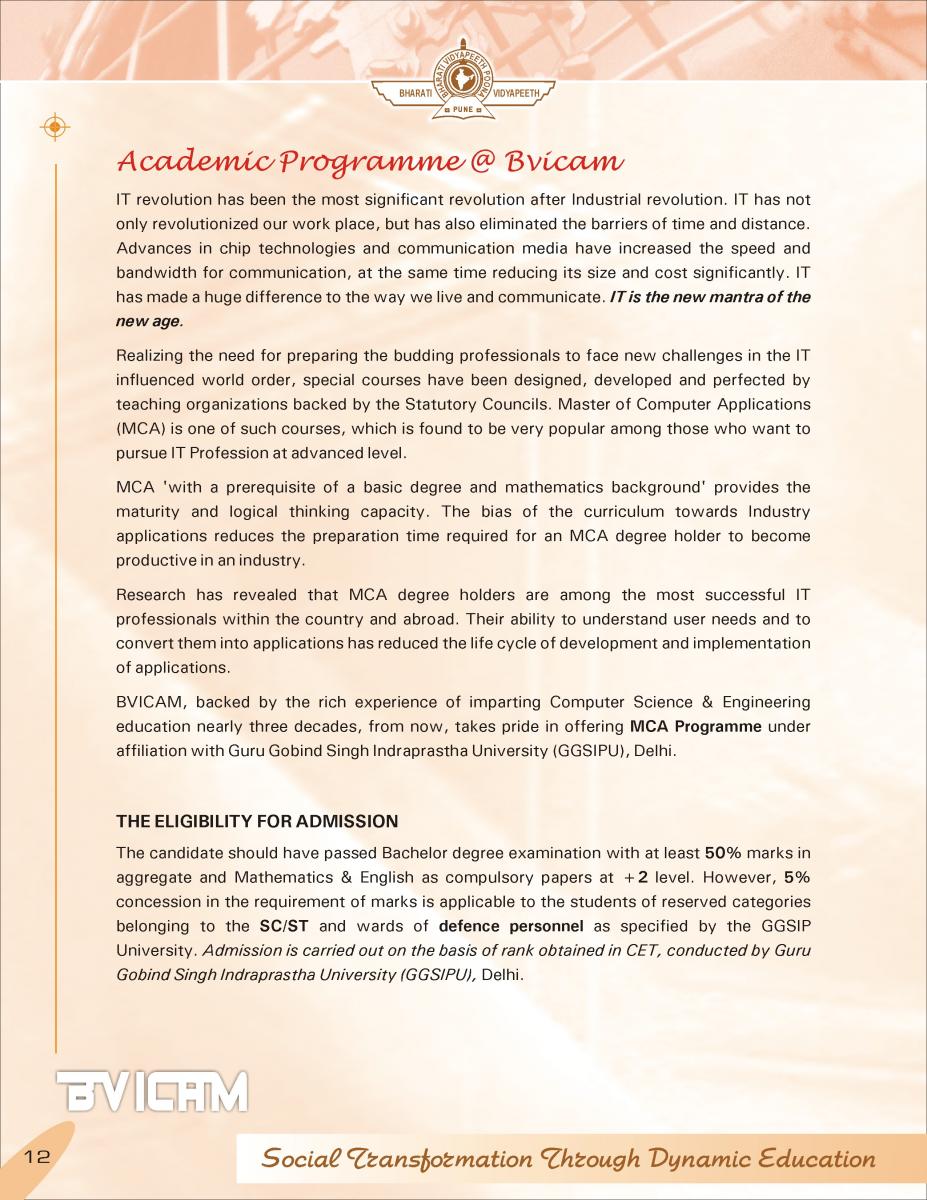 BHARATI VIDYAPEETH POONA
BHARATI VIDYAPEETH
PUNE
Academic Programme @ Bvicam
IT revolution has been the most significant revolution after Industrial revolution. IT has not
only revolutionized our work place, but has also eliminated the barriers of time and distance.
Advances in chip technologies and communication media have increased the speed and
bandwidth for communication, at the same time reducing its size and cost significantly. IT
has made a huge difference to the way we live and communicate. IT is the new mantra of the
new age.
Realizing the need for preparing the budding professionals to face new challenges in the IT
influenced world order, special courses have been designed, developed and perfected by
teaching organizations backed by the Statutory Councils. Master of Computer Applications
(MCA) is one of such courses, which is found to be very popular among those who want to
pursue IT Profession at advanced level.
MCA 'with a prerequisite of a basic degree and mathematics background' provides the
maturity and logical thinking capacity. The bias of the curriculum towards Industry
applications reduces the preparation time required for an MCA degree holder to become
productive in an industry.
Research has revealed that MCA degree holders are among the most successful IT
professionals within the country and abroad. Their ability to understand user needs and to
convert them into applications has reduced the life cycle of development and implementation
of applications.
BVICAM, backed by the rich experience of imparting Computer Science & Engineering
education nearly three decades, from now, takes pride in offering MCA Programme under
affiliation with Guru Gobind Singh Indraprastha University (GGSIPU), Delhi.
THE ELIGIBILITY FOR ADMISSION
The candidate should have passed Bachelor degree examination with at least 50% marks in
aggregate and Mathematics & English as compulsory papers at +2 level. However, 5%
concession in the requirement of marks is applicable to the students of reserved categories
belonging to the SC/ST and wards of defence personnel as specified by the GGSIP
University. Admission is carried out on the basis of rank obtained in CET, conducted by Guru
Gobind Singh Indraprastha University (GGSIPU), Delhi.
BVICAM
12
Social Transformation Through Dynamic Education